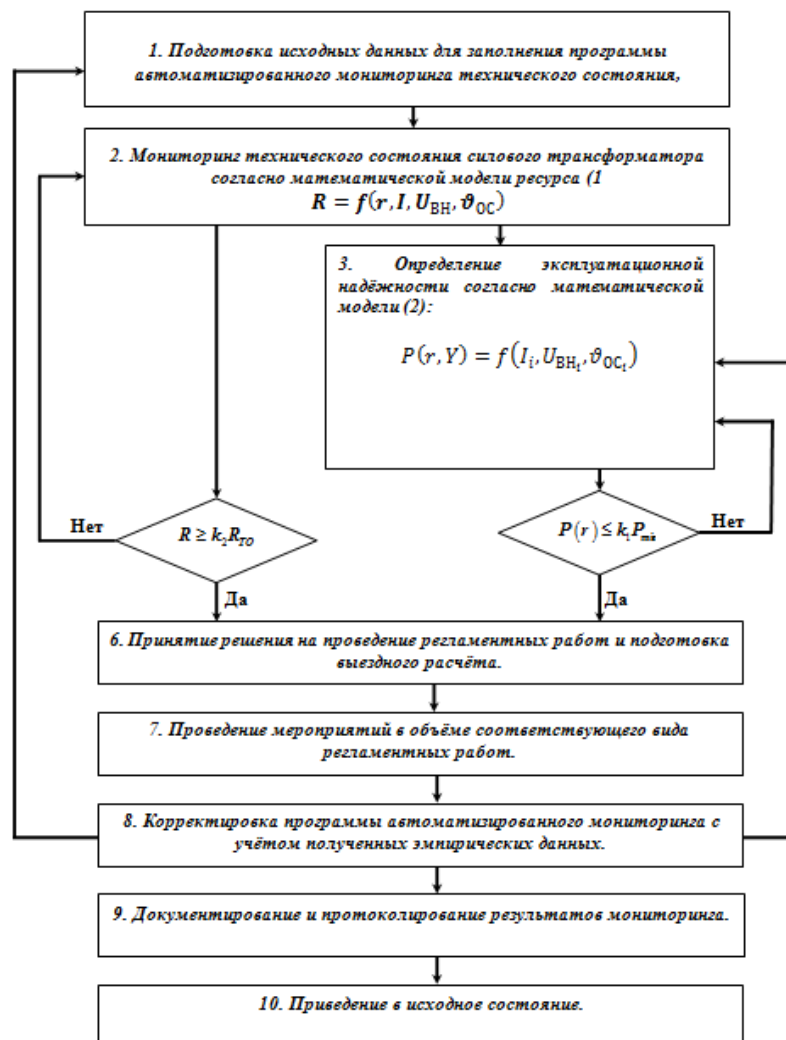 1. Подготовка исходных данных для заполнения программы
автоматизированного мониторинга технического состояния,
2. Мониторинг технического состояния силового трансформатора
согласно математической модели ресурса (1
R = f(r, I, U_ВН, ϑ_ОС)
3. Определение эксплуатационной
надёжности согласно математической
модели (2):
P(r, Y) = f(I_i, U_ВН_i, ϑ_ОС_i)
Нет
R ≥ k₂R_TO
P(r) ≤ k₁P_min
Нет
Да
Да
6. Принятие решения на проведение регламентных работ и подготовка
выездного расчёта.
7. Проведение мероприятий в объёме соответствующего вида
регламентных работ.
8. Корректировка программы автоматизированного мониторинга с
учётом полученных эмпирических данных.
9. Документирование и протоколирование результатов мониторинга.
10. Приведение в исходное состояние.